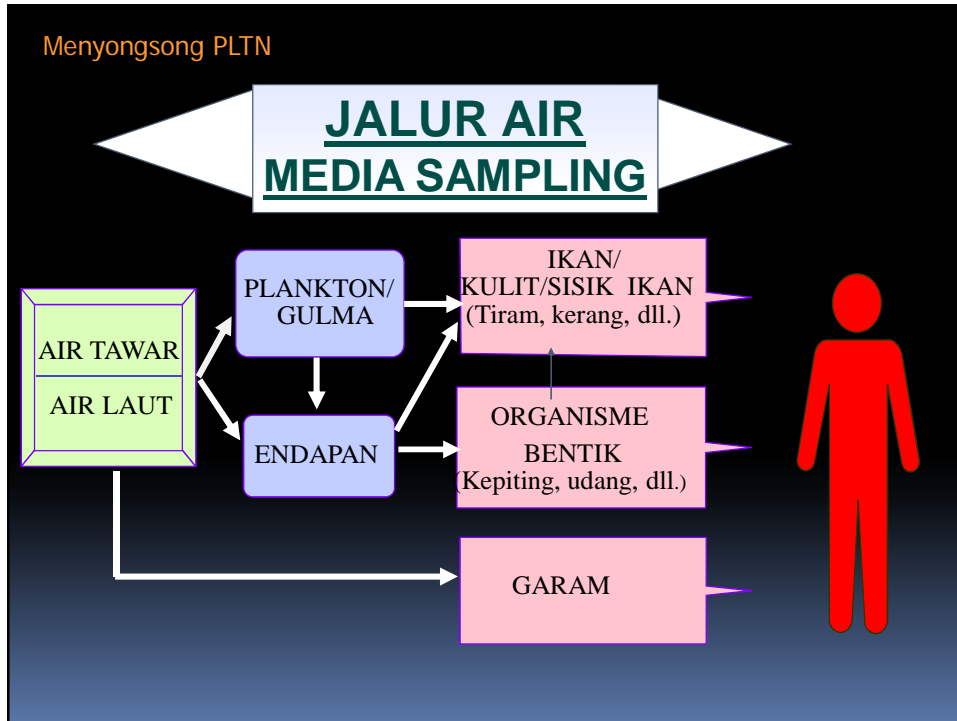 Menyongsong PLTN
JALUR AIR
MEDIA SAMPLING
AIR TAWAR
AIR LAUT
PLANKTON/
GULMA
ENDAPAN
IKAN/
KULIT/SISIK IKAN
(Tiram, kerang, dll.)
ORGANISME
BENTIK
(Kepiting, udang, dll.)
GARAM